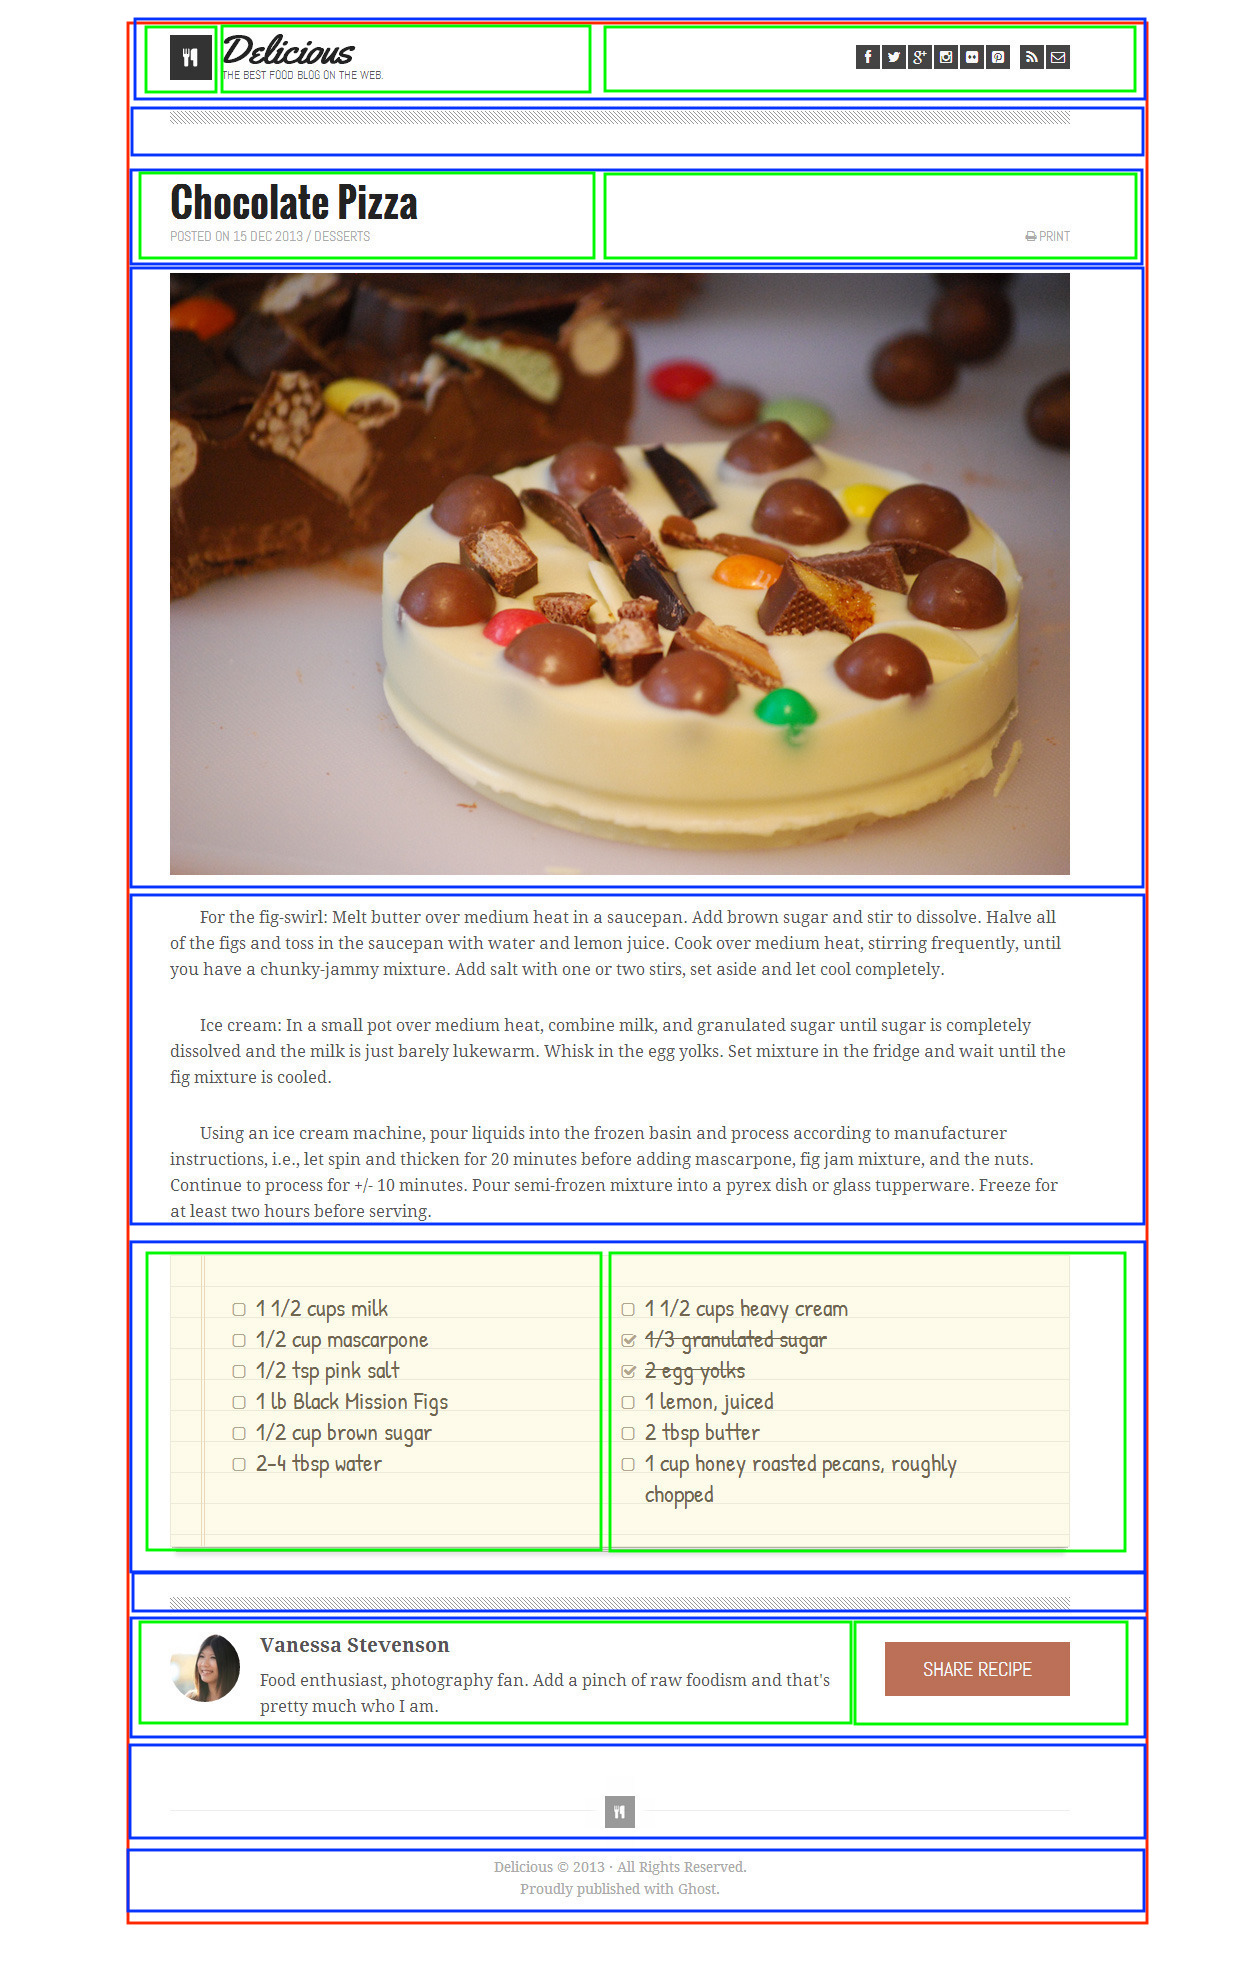 Delicious
THE BEST FOOD BLOG ON THE WEB.
Chocolate Pizza
POSTED ON 15 DEC 2013 / DESSERTS
PRINT
For the fig-swirl: Melt butter over medium heat in a saucepan. Add brown sugar and stir to dissolve. Halve all
of the figs and toss in the saucepan with water and lemon juice. Cook over medium heat, stirring frequently, until
you have a chunky-jammy mixture. Add salt with one or two stirs, set aside and let cool completely.
Ice cream: In a small pot over medium heat, combine milk, and granulated sugar until sugar is completely
dissolved and the milk is just barely lukewarm. Whisk in the egg yolks. Set mixture in the fridge and wait until the
fig mixture is cooled.
Using an ice cream machine, pour liquids into the frozen basin and process according to manufacturer
instructions, i.e., let spin and thicken for 20 minutes before adding mascarpone, fig jam mixture, and the nuts.
Continue to process for +/- 10 minutes. Pour semi-frozen mixture into a pyrex dish or glass tupperware. Freeze for
at least two hours before serving.
1 1/2 cups milk
1/2 cup mascarpone
1/2 tsp pink salt
1 lb Black Mission Figs
1/2 cup brown sugar
2-4 tbsp water
1 1/2 cups heavy cream
1/3 granulated sugar
2 egg yolks
1 lemon, juiced
2 tbsp butter
1 cup honey roasted pecans, roughly
chopped
Vanessa Stevenson
Food enthusiast, photography fan. Add a pinch of raw foodism and that's
pretty much who I am.
SHARE RECIPE
Delicious © 2013 · All Rights Reserved.
Proudly published with Ghost.